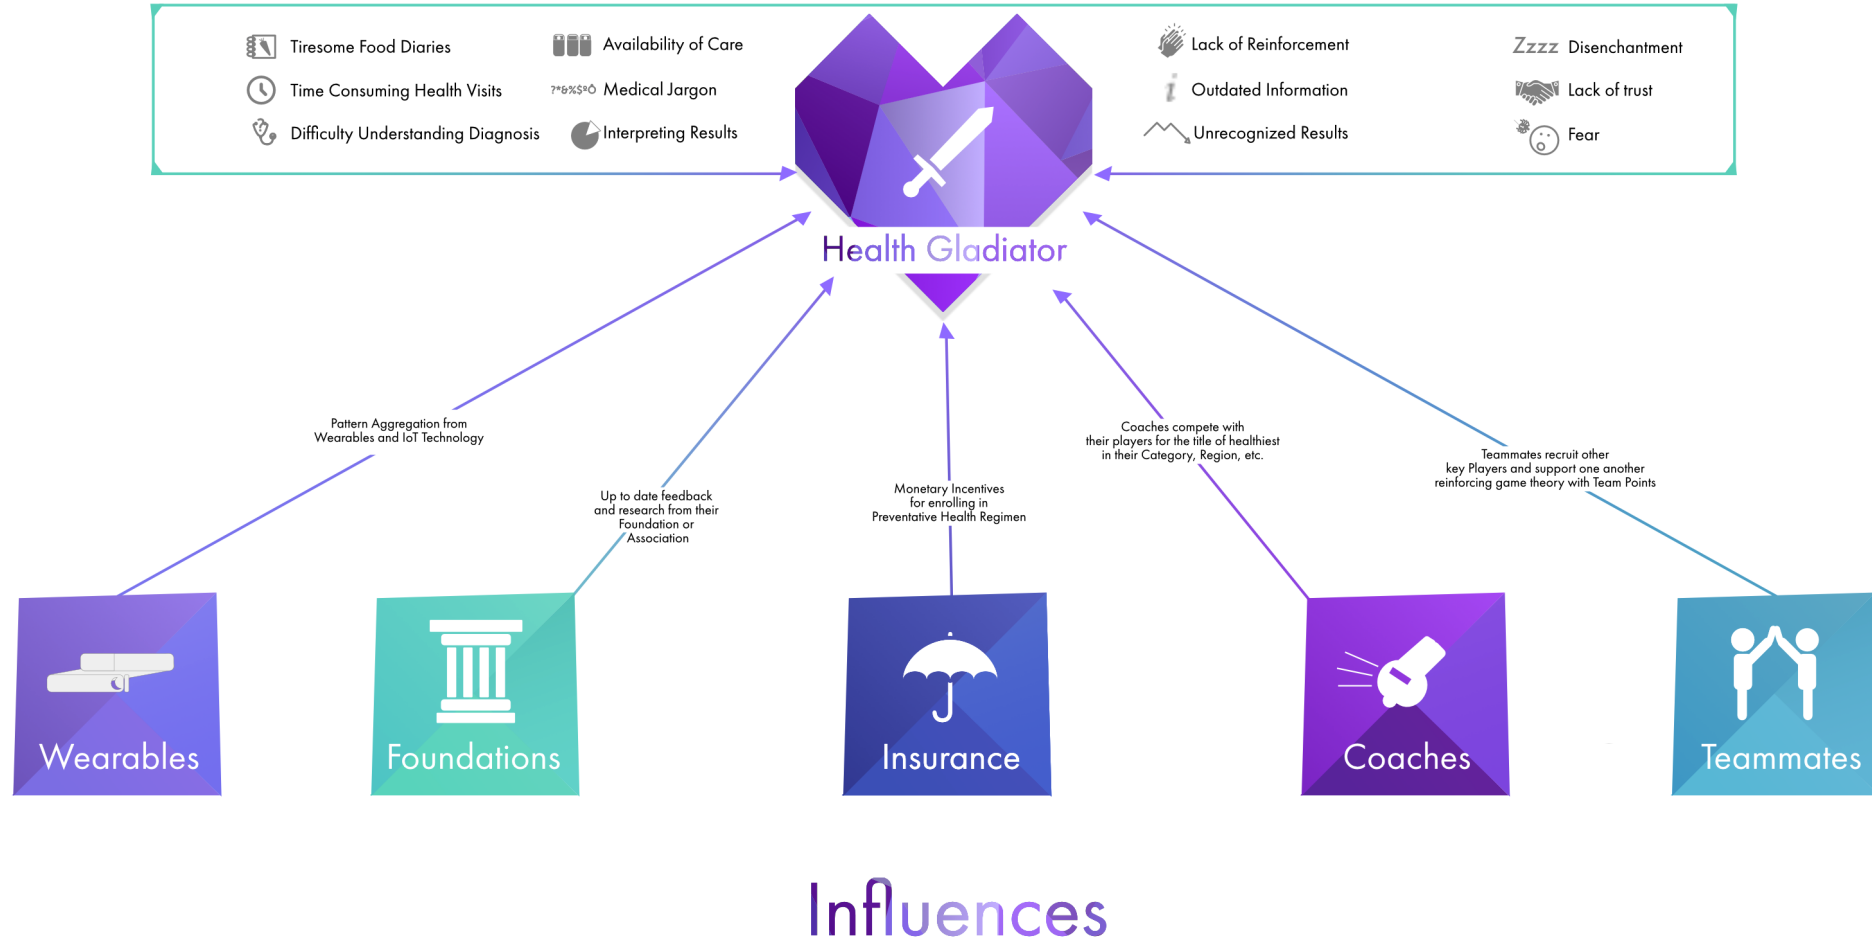 Tiresome Food Diaries
Time Consuming Health Visits
Difficulty Understanding Diagnosis
Availability of Care
?*&%$ºÔ Medical Jargon
Interpreting Results
Lack of Reinforcement
i Outdated Information
Unrecognized Results
Zzzz Disenchantment
Lack of trust
Fear
Health Gladiator
Pattern Aggregation from
Wearables and IoT Technology
Up to date feedback
and research from their
Foundation or
Association
Monetary Incentives
for enrolling in
Preventative Health Regimen
Coaches compete with
their players for the title of healthiest
in their Category, Region, etc.
Teammates recruit other
key Players and support one another
reinforcing game theory with Team Points
Wearables
Foundations
Insurance
Coaches
Teammates
Influences